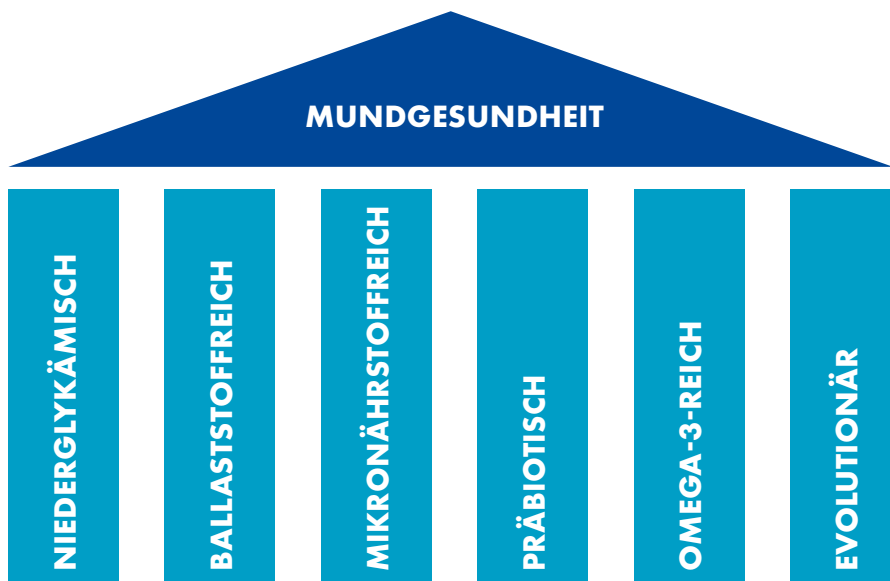 MUNDGESUNDHEIT
NIEDERGLYKÄMISCH
BALLASTSTOFFREICH
MIKRONÄHRSTOFFREICH
PRÄBIOTISCH
OMEGA-3-REICH
EVOLUTIONÄR